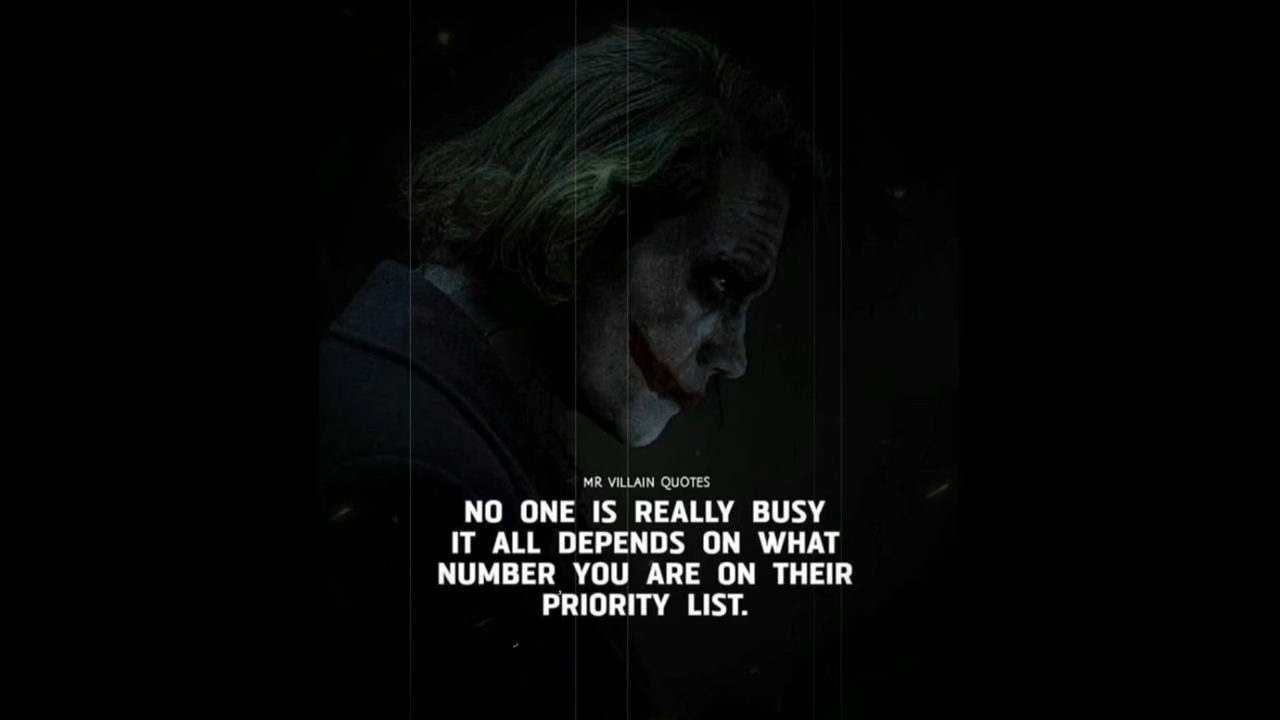 MR VILLAIN QUOTES
NO ONE IS REALLY BUSY
IT ALL DEPENDS ON WHAT
NUMBER YOU ARE ON THEIR
PRIORITY LIST.